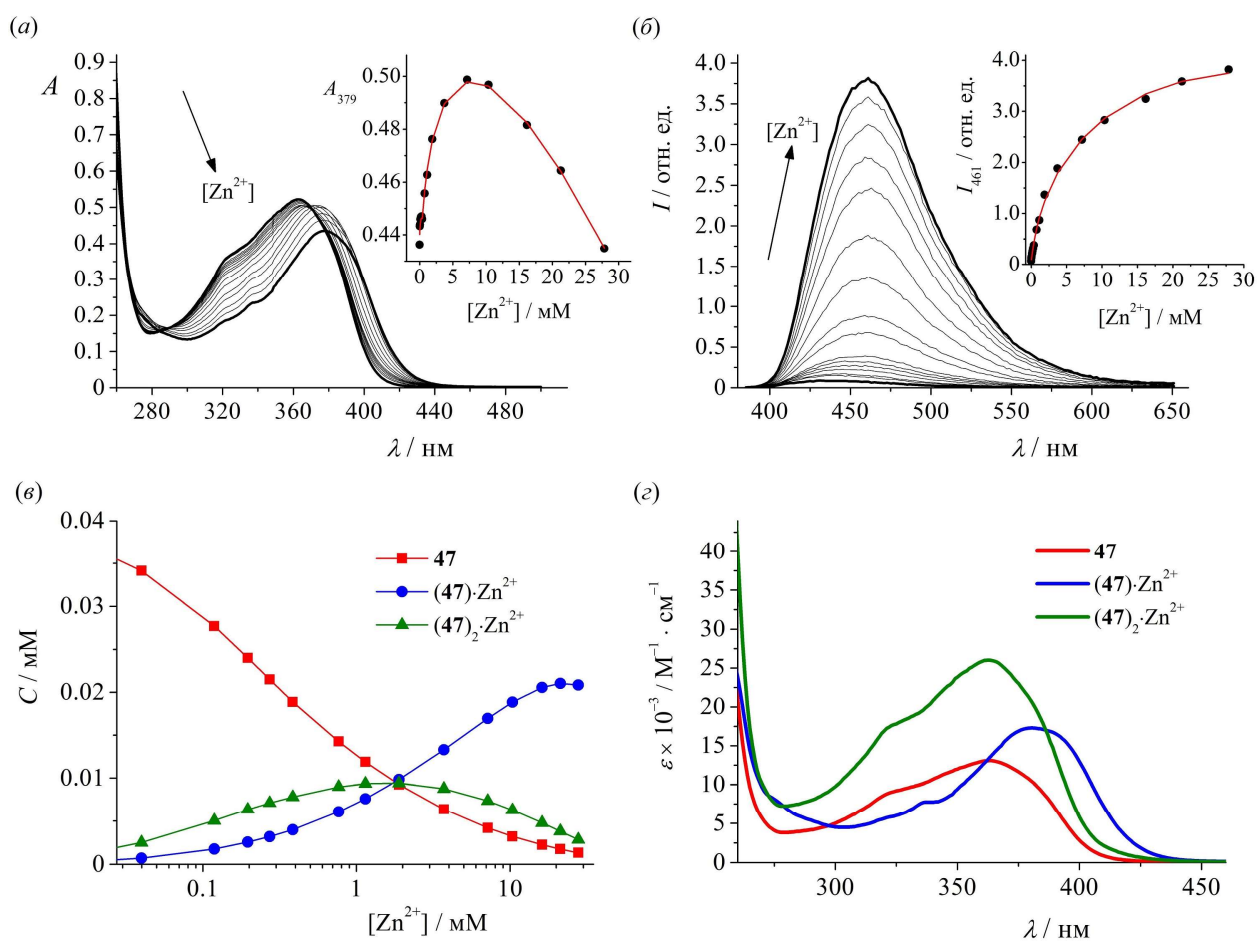 (а)
0.9
0.8
0.7
0.6
0.5
0.4
0.3
0.2
0.1
0
A
[Zn²⁺]
280 320 360 400 440 480
λ / нм
A₃₇₉
0.50
0.48
0.46
0.44
0 5 10 15 20 25 30
[Zn²⁺] / мМ
(б)
4.0
3.5
3.0
2.5
2.0
1.5
1.0
0.5
0
I / отн. ед.
[Zn²⁺]
400 450 500 550 600 650
λ / нм
I₄₆₁ / отн. ед.
4.0
3.0
2.0
1.0
0
0 5 10 15 20 25 30
[Zn²⁺] / мМ
(в)
0.04
0.03
0.02
0.01
0
C / мМ
47
(47)·Zn²⁺
(47)₂·Zn²⁺
0.1 1 10
[Zn²⁺] / мМ
(г)
40
35
30
25
20
15
10
5
0
ε × 10⁻³ / М⁻¹ · см⁻¹
47
(47)·Zn²⁺
(47)₂·Zn²⁺
300 350 400 450
λ / нм